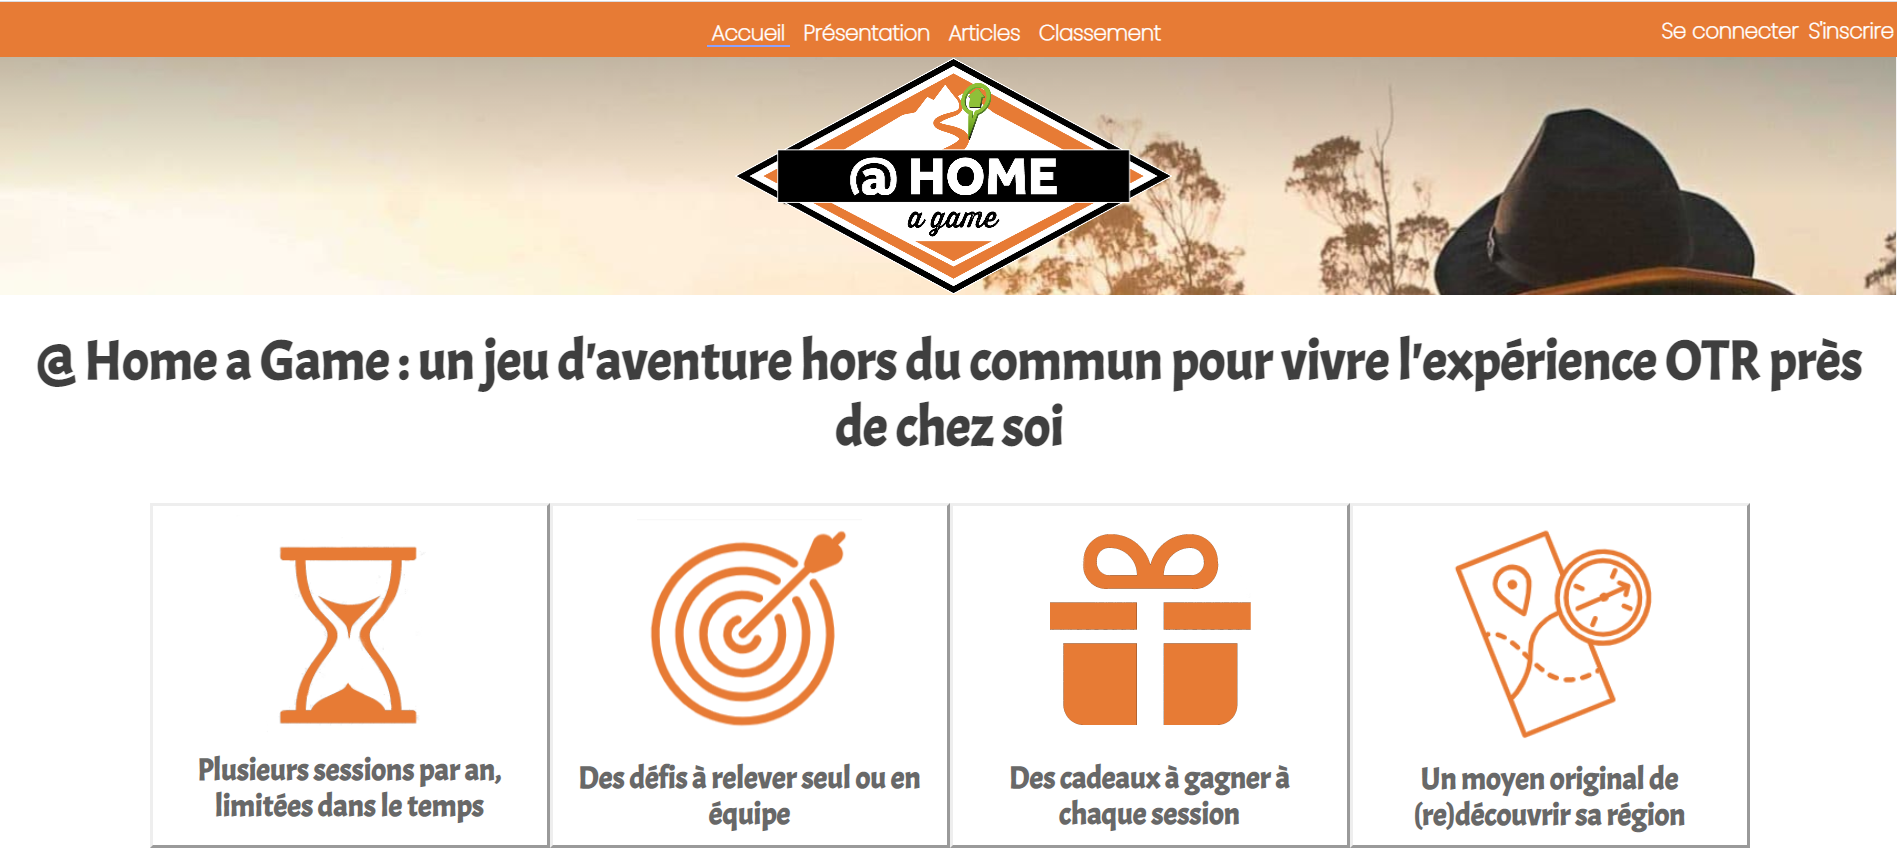 Accueil Présentation Articles Classement Se connecter S'inscrire
@ HOME
a game
@ Home a Game : un jeu d'aventure hors du commun pour vivre l'expérience OTR près
de chez soi
Plusieurs sessions par an,
limitées dans le temps
Des défis à relever seul ou en
équipe
Des cadeaux à gagner à
chaque session
Un moyen original de
(re)découvrir sa région